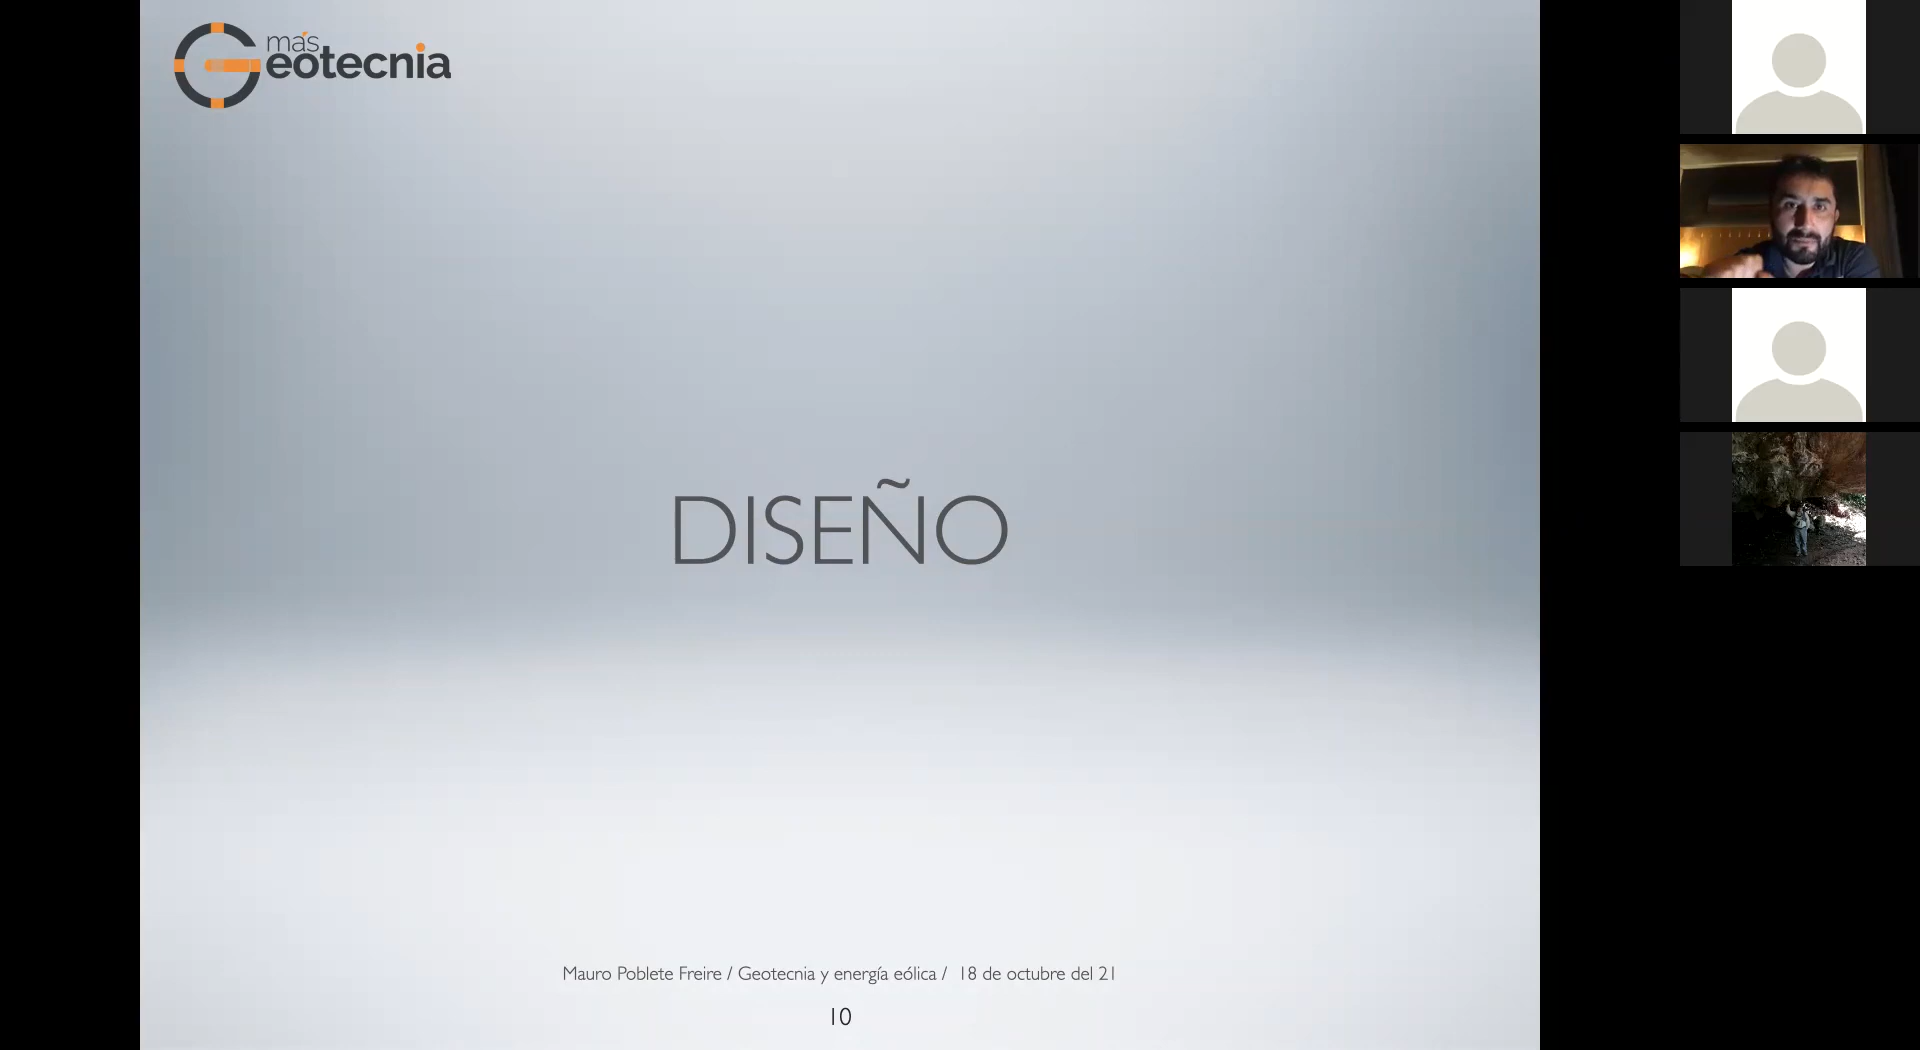 más
Geotecnia
DISEÑO
Mauro Poblete Freire / Geotecnia y energía eólica / 18 de octubre del 21
10